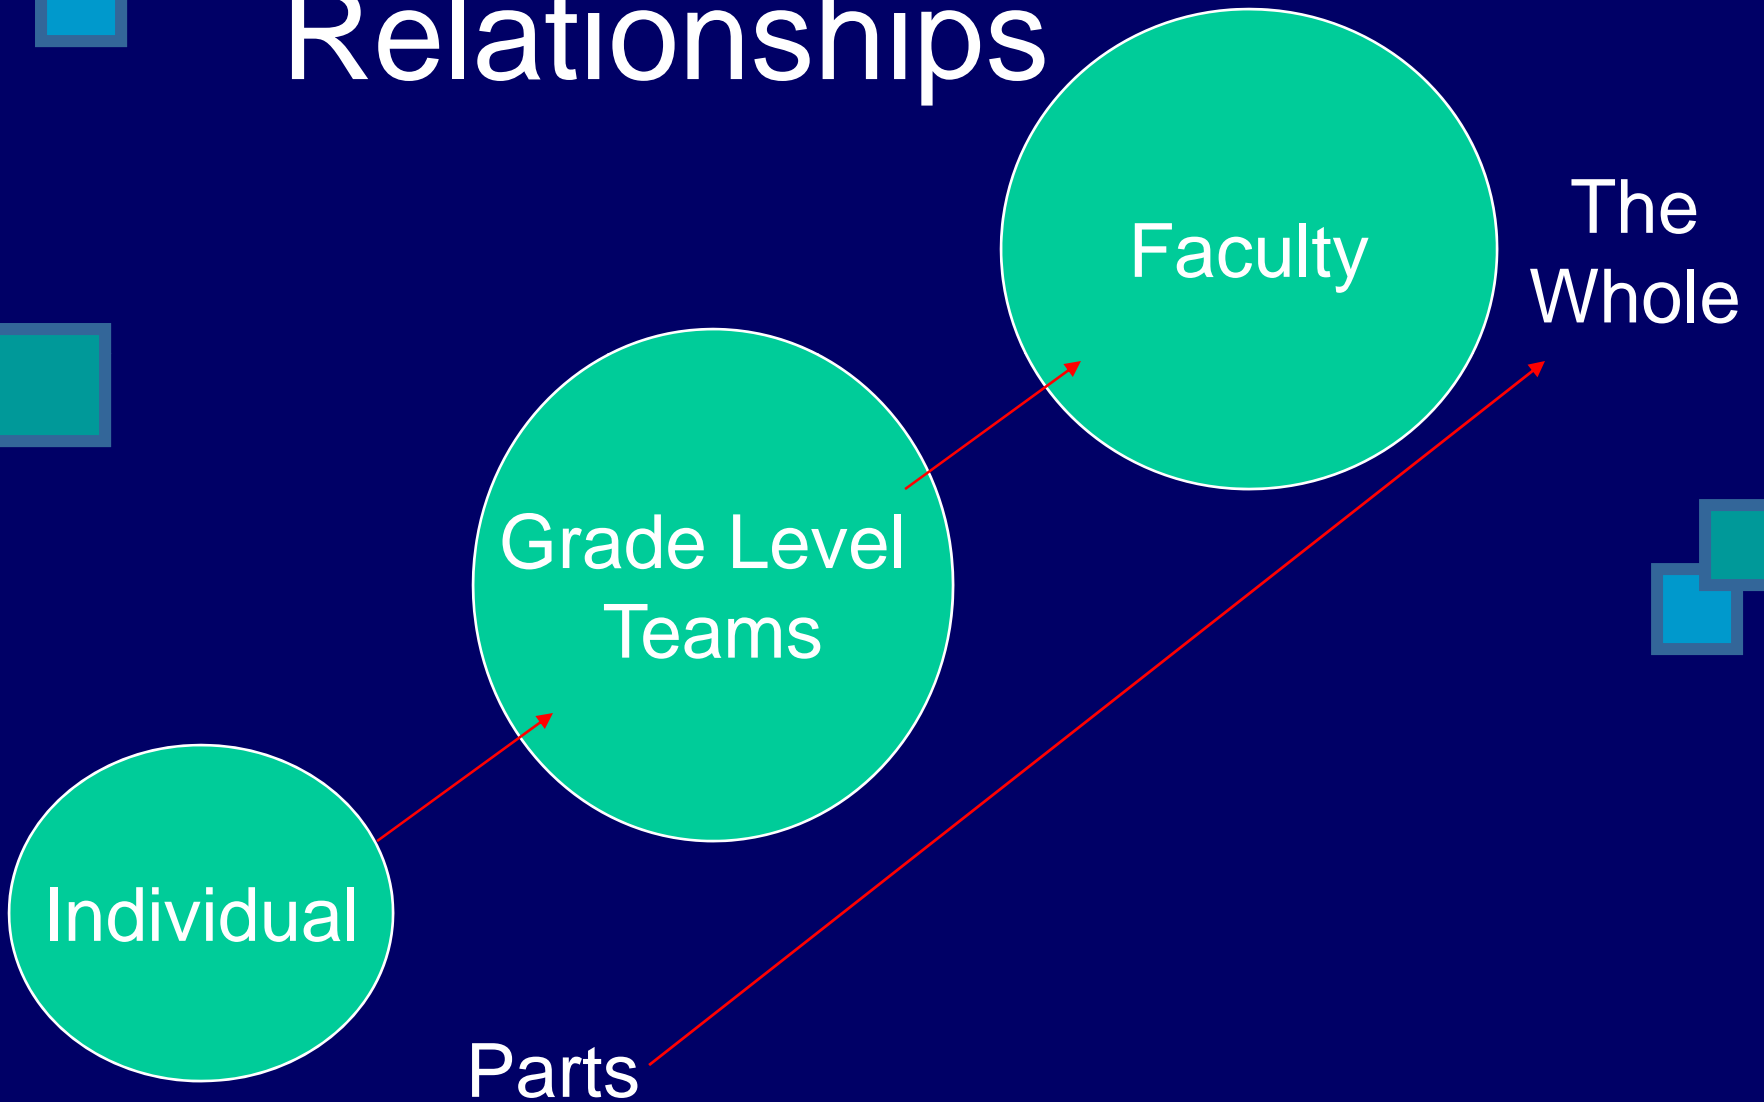 Relationships
Faculty
The
Whole
Grade Level
Teams
Individual
Parts